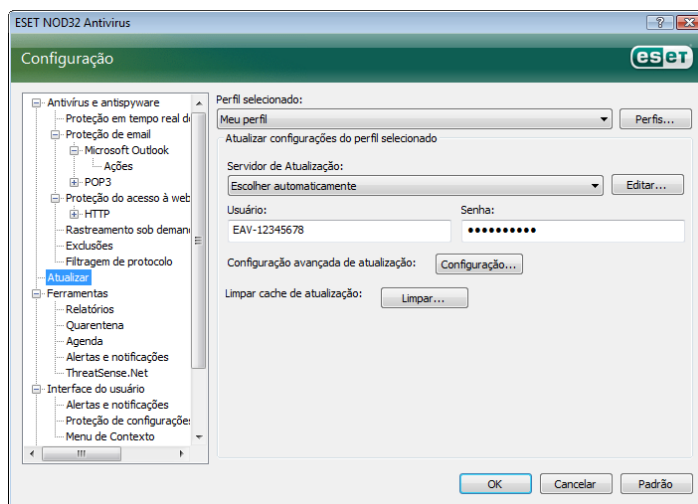 ESET NOD32 Antivirus
Configuração
eseT
Antivírus e antispyware
Proteção em tempo real do
Proteção de email
Microsoft Outlook
Ações
POP3
Proteção do acesso à web
HTTP
Rastreamento sob deman
Exclusões
Filtragem de protocolo
Atualizar
Ferramentas
Relatórios
Quarentena
Agenda
Alertas e notificações
ThreatSense.Net
Interface do usuário
Alertas e notificações
Proteção de configurações
Menu de Contexto
Perfil selecionado:
Meu perfil
Perfis...
Atualizar configurações do perfil selecionado
Servidor de Atualização:
Escolher automaticamente
Editar...
Usuário: Senha:
EAV-12345678 ●●●●●●●●●●
Configuração avançada de atualização: Configuração...
Limpar cache de atualização: Limpar...
OK Cancelar Padrão